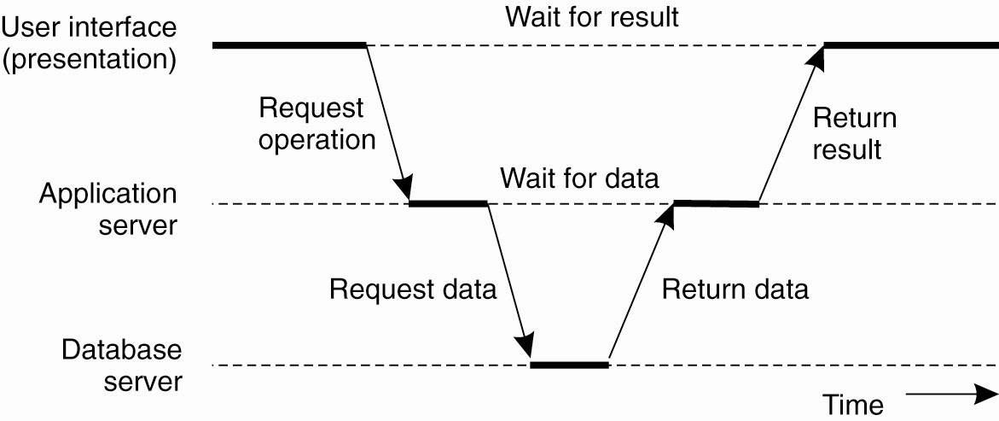 Wait for result
User interface
(presentation)
Request
operation
Return
result
Wait for data
Application
server
Request data
Return data
Database
server
Time